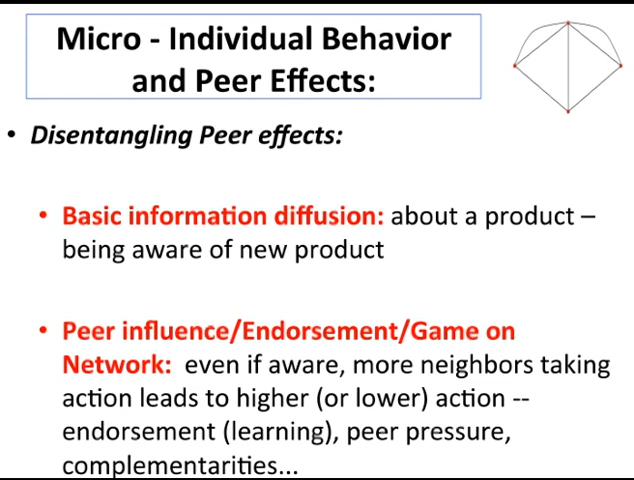 Micro - Individual Behavior
and Peer Effects:
• Disentangling Peer effects:
• Basic information diffusion: about a product –
being aware of new product
• Peer influence/Endorsement/Game on
Network: even if aware, more neighbors taking
action leads to higher (or lower) action --
endorsement (learning), peer pressure,
complementarities...